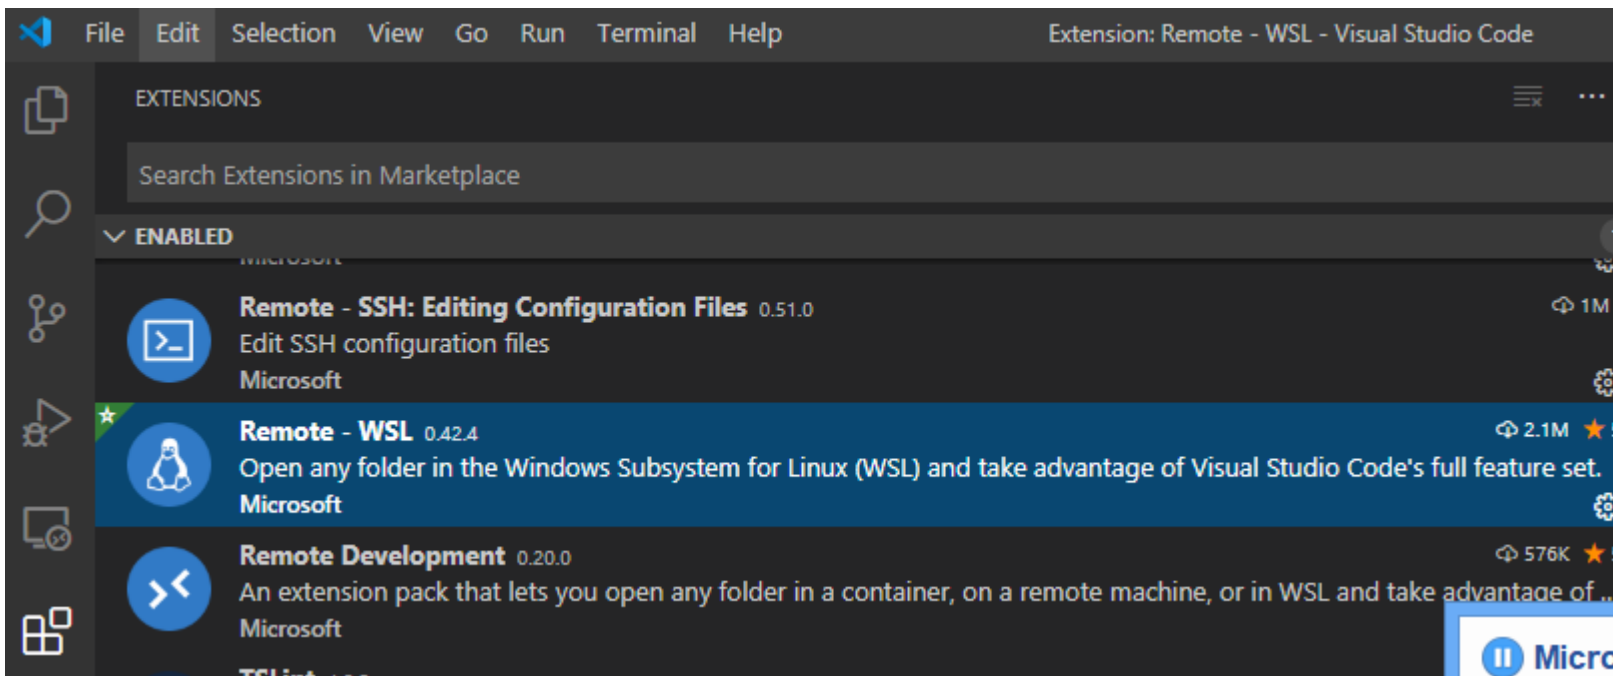 File Edit Selection View Go Run Terminal Help Extension: Remote - WSL - Visual Studio Code
EXTENSIONS
Search Extensions in Marketplace
ENABLED
Microsoft
Remote - SSH: Editing Configuration Files 0.51.0 1M
Edit SSH configuration files
Microsoft
Remote - WSL 0.42.4 2.1M
Open any folder in the Windows Subsystem for Linux (WSL) and take advantage of Visual Studio Code's full feature set.
Microsoft
Remote Development 0.20.0 576K
An extension pack that lets you open any folder in a container, on a remote machine, or in WSL and take advantage of ...
Microsoft
TSLint